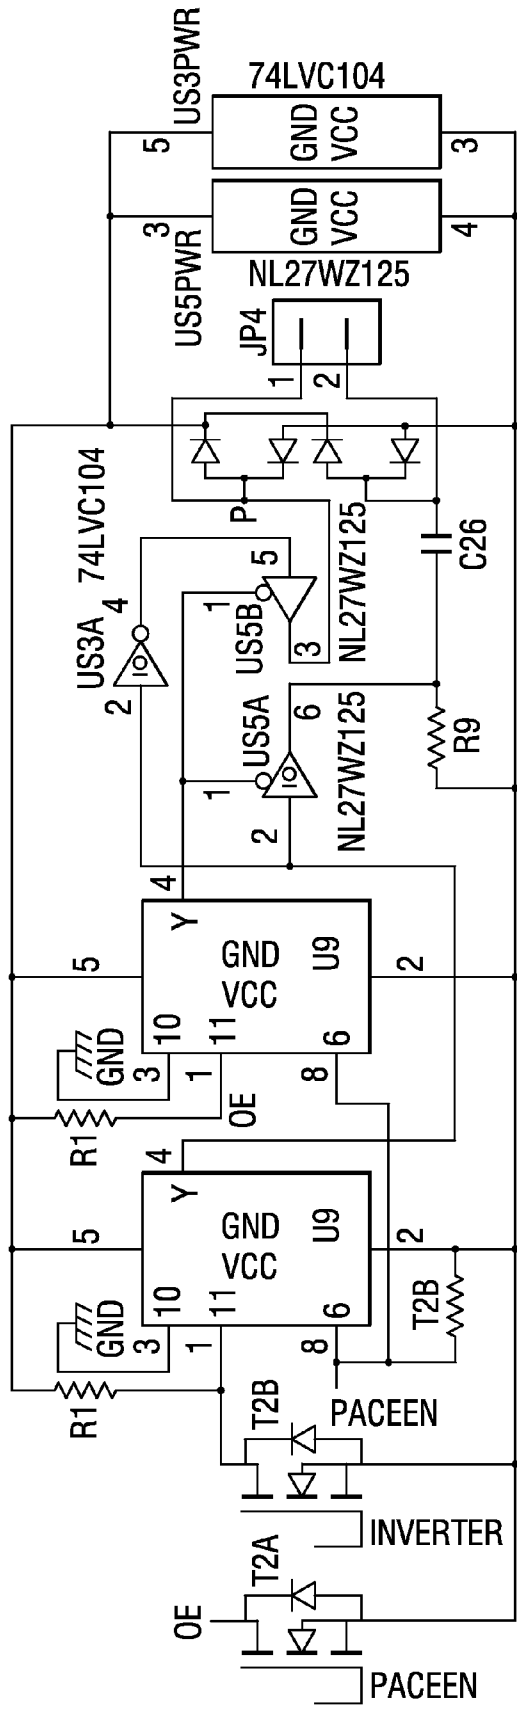 US3PWR
74LVC104
5
GND
VCC
3
3
GND
VCC
4
US5PWR
NL27WZ125
JP4
1
2
74LVC104
P
NL27WZ125
C26
US3A
4
2
5
1
US5B
3
US5A
6
1
2
NL27WZ125
R9
4
Y
5
GND
VCC
U9
2
10
11
6
GND
3
1
8
OE
R1
4
Y
5
GND
VCC
U9
2
10
11
6
GND
3
1
8
T2B
R1
PACEEN
T2B
INVERTER
T2A
OE
PACEEN